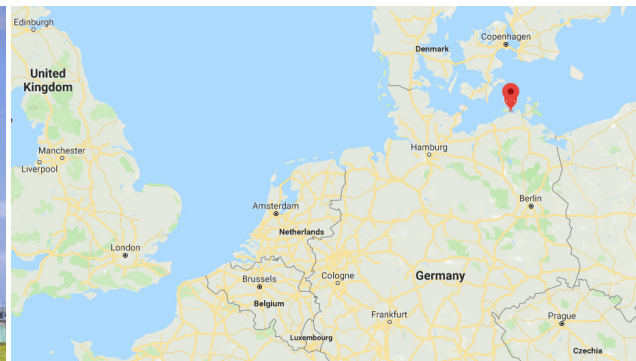 Edinburgh
Copenhagen
Denmark
United
Kingdom
Manchester
Liverpool
Hamburg
Berlin
Amsterdam
Netherlands
London
Brussels
Cologne
Germany
Belgium
Frankfurt
Prague
Luxembourg
Czechia